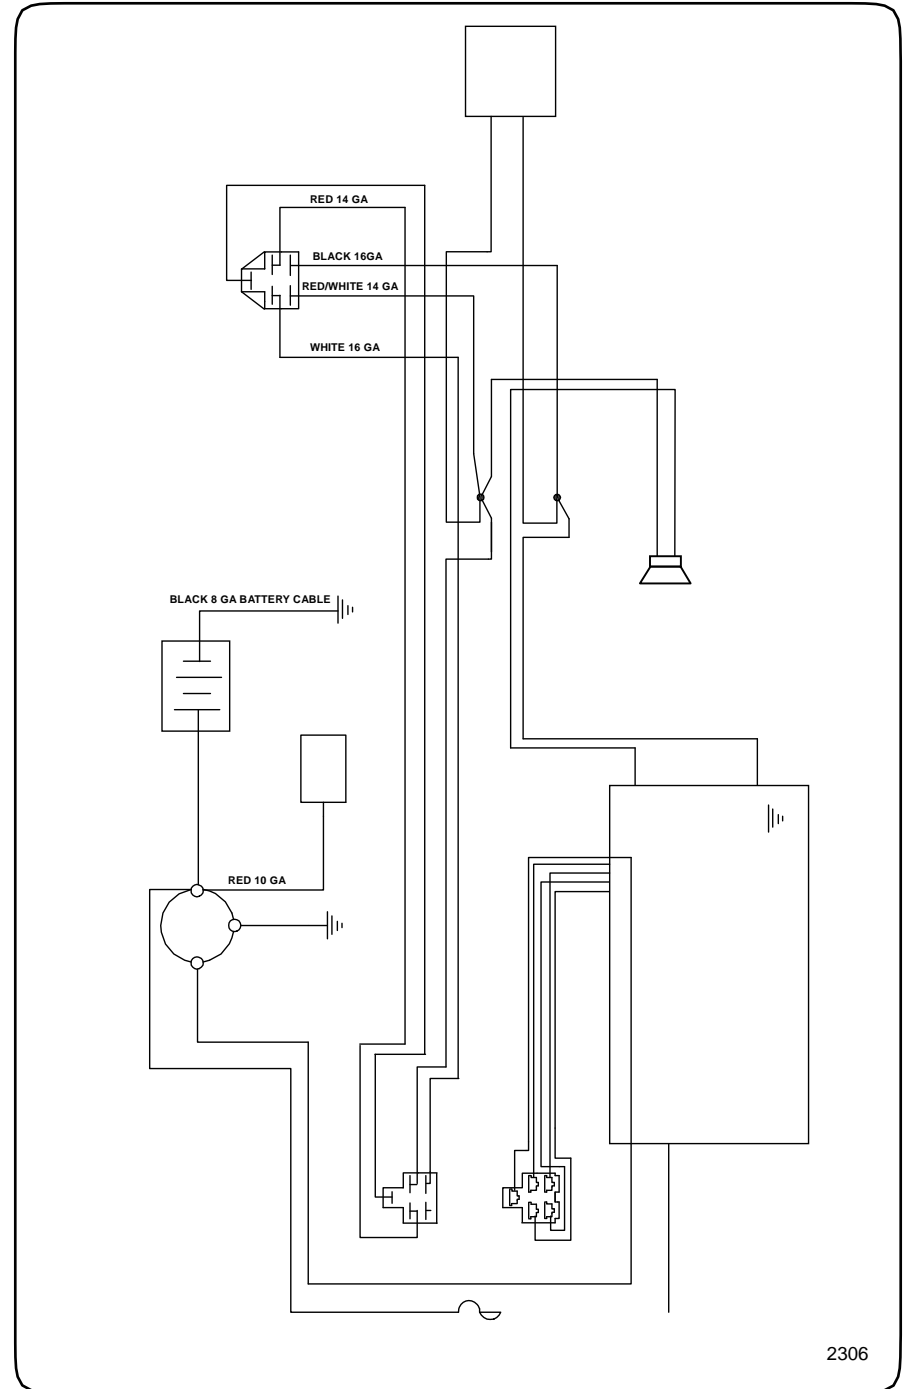 RED 14 GA
BLACK 16GA
RED/WHITE 14 GA
WHITE 16 GA
BLACK 8 GA BATTERY CABLE
RED 10 GA
2306